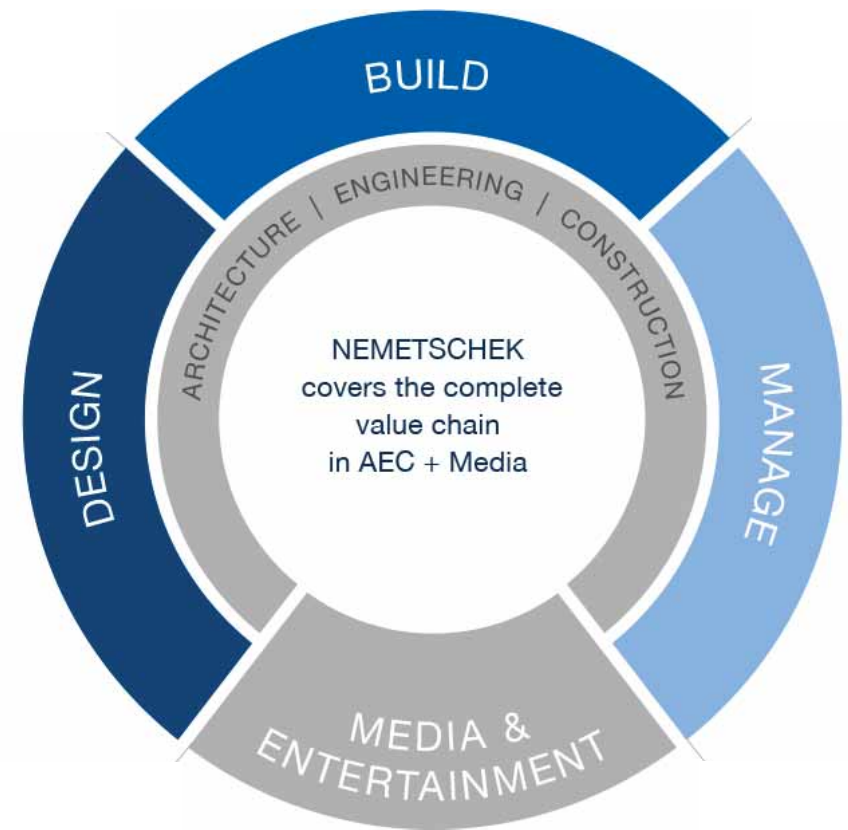 BUILD
ARCHITECTURE | ENGINEERING | CONSTRUCTION
DESIGN
NEMETSCHEK
covers the complete
value chain
in AEC + Media
MANAGE
MEDIA &
ENTERTAINMENT